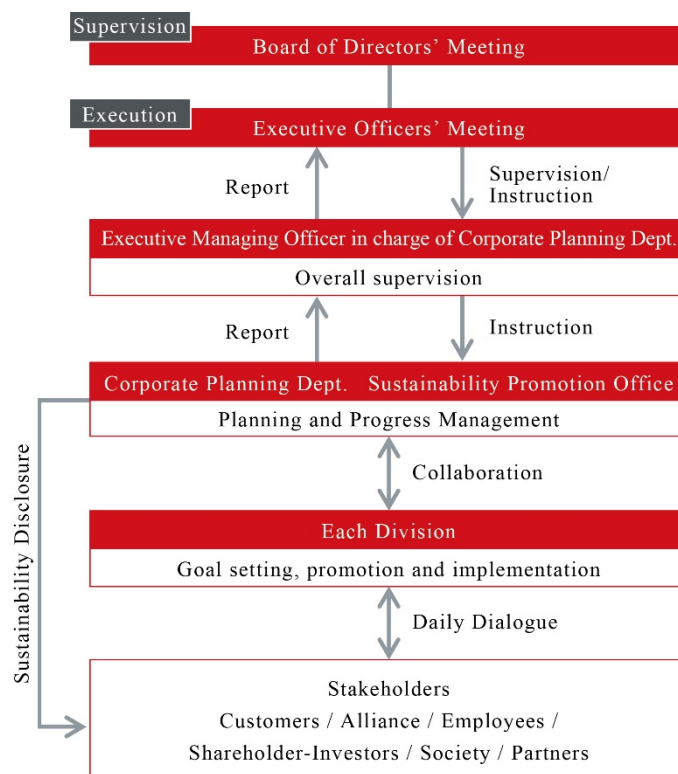 Supervision
Board of Directors’ Meeting
Execution
Executive Officers’ Meeting
Report
Supervision/
Instruction
Executive Managing Officer in charge of Corporate Planning Dept.
Overall supervision
Report
Instruction
Corporate Planning Dept. Sustainability Promotion Office
Planning and Progress Management
Collaboration
Each Division
Goal setting, promotion and implementation
Daily Dialogue
Sustainability Disclosure
Stakeholders
Customers / Alliance / Employees /
Shareholder-Investors / Society / Partners